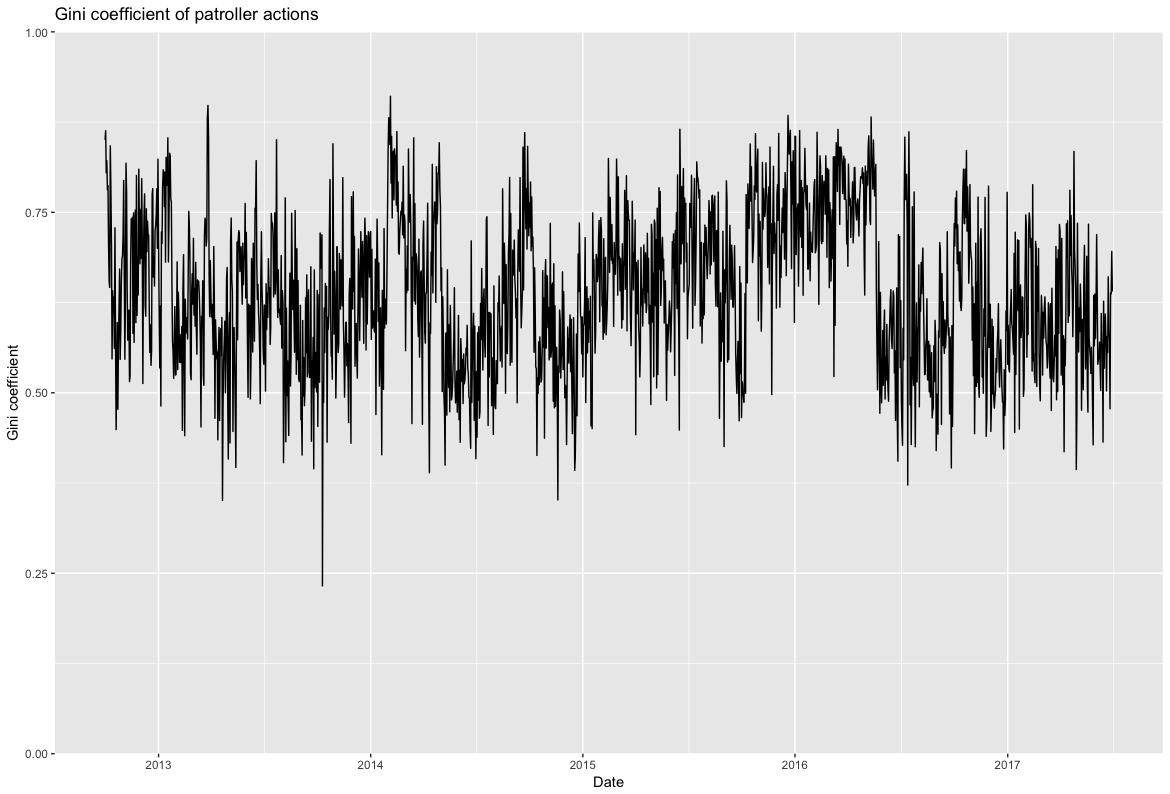 Gini coefficient of patroller actions
1.00
0.75
0.50
0.25
0.00
Gini coefficient
2013 2014 2015 2016 2017
Date